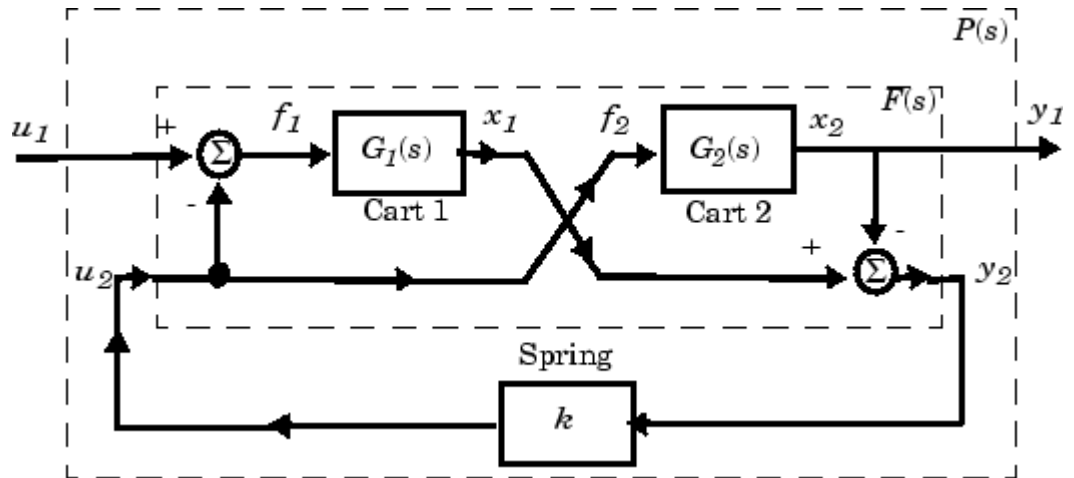 P(s)
F(s)
u1 + Σ f1 G1(s) x1 f2 G2(s) x2 y1
Cart 1 Cart 2
- -
u2 + Σ y2
Spring
k